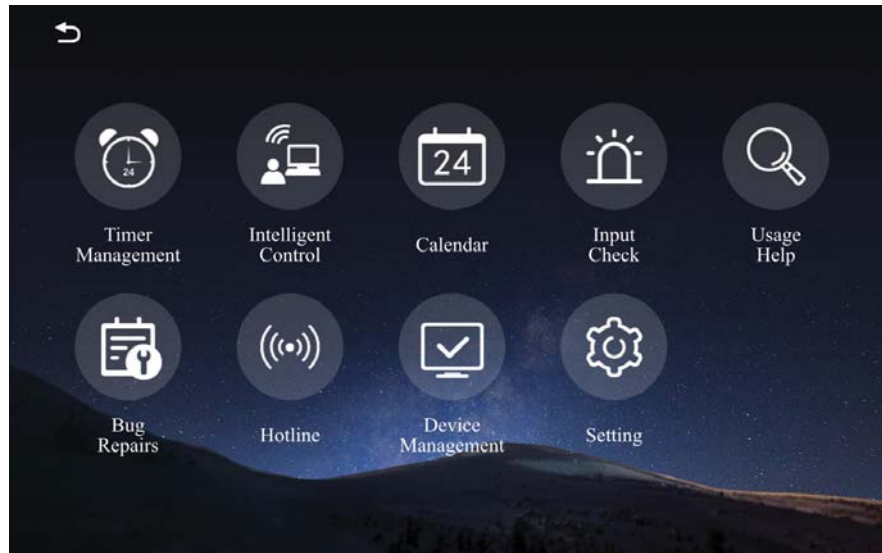 24
24
Timer
Management
Intelligent
Control
Calendar
Input
Check
Usage
Help
Bug
Repairs
Hotline
Device
Management
Setting